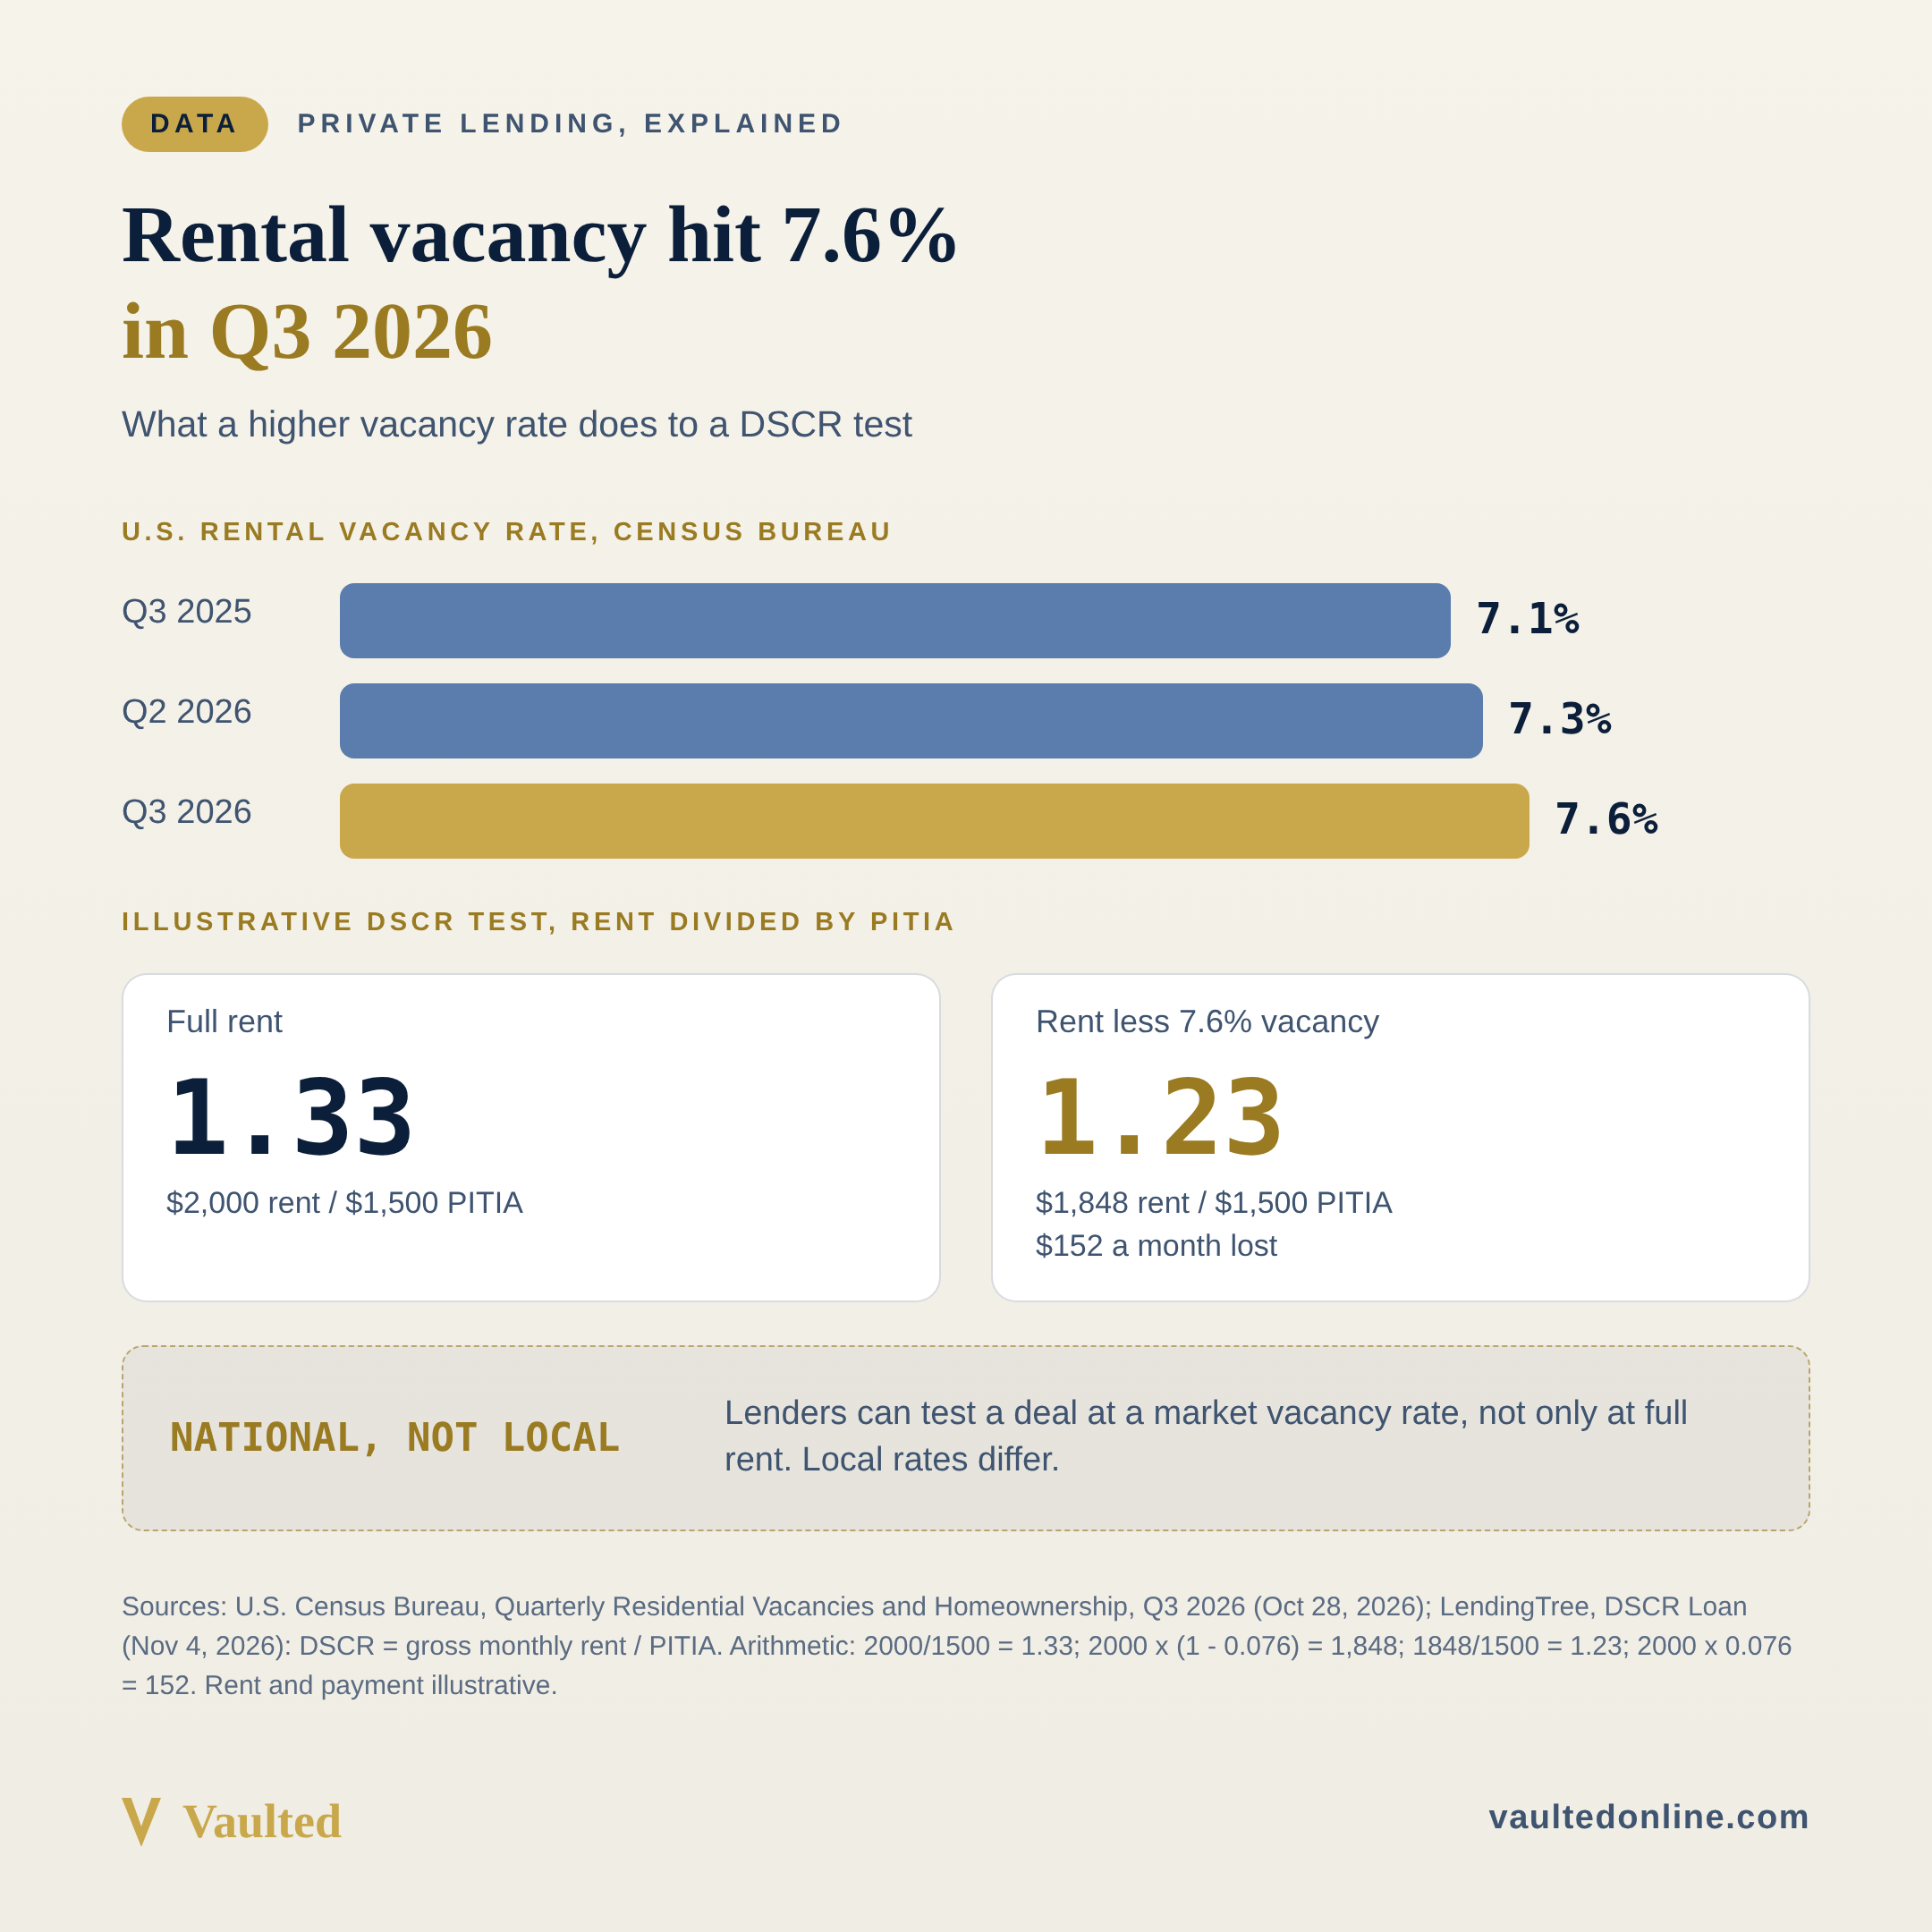 DATA PRIVATE LENDING, EXPLAINED
Rental vacancy hit 7.6%
in Q3 2026
What a higher vacancy rate does to a DSCR test
U.S. RENTAL VACANCY RATE, CENSUS BUREAU
Q3 2025 7.1%
Q2 2026 7.3%
Q3 2026 7.6%
ILLUSTRATIVE DSCR TEST, RENT DIVIDED BY PITIA
Full rent
1.33
$2,000 rent / $1,500 PITIA
Rent less 7.6% vacancy
1.23
$1,848 rent / $1,500 PITIA
$152 a month lost
NATIONAL, NOT LOCAL
Lenders can test a deal at a market vacancy rate, not only at full
rent. Local rates differ.
Sources: U.S. Census Bureau, Quarterly Residential Vacancies and Homeownership, Q3 2026 (Oct 28, 2026); LendingTree, DSCR Loan
(Nov 4, 2026): DSCR = gross monthly rent / PITIA. Arithmetic: 2000/1500 = 1.33; 2000 x (1 - 0.076) = 1,848; 1848/1500 = 1.23; 2000 x 0.076
= 152. Rent and payment illustrative.
Vaulted
vaultedonline.com